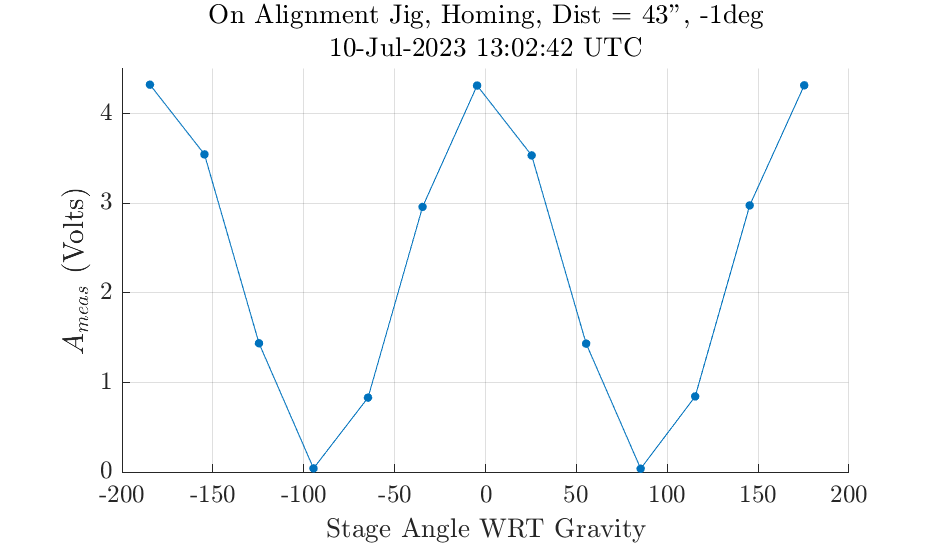 On Alignment Jig, Homing, Dist = 43", -1deg
10-Jul-2023 13:02:42 UTC
A_meas (Volts)
4
3
2
1
0
-200 -150 -100 -50 0 50 100 150 200
Stage Angle WRT Gravity